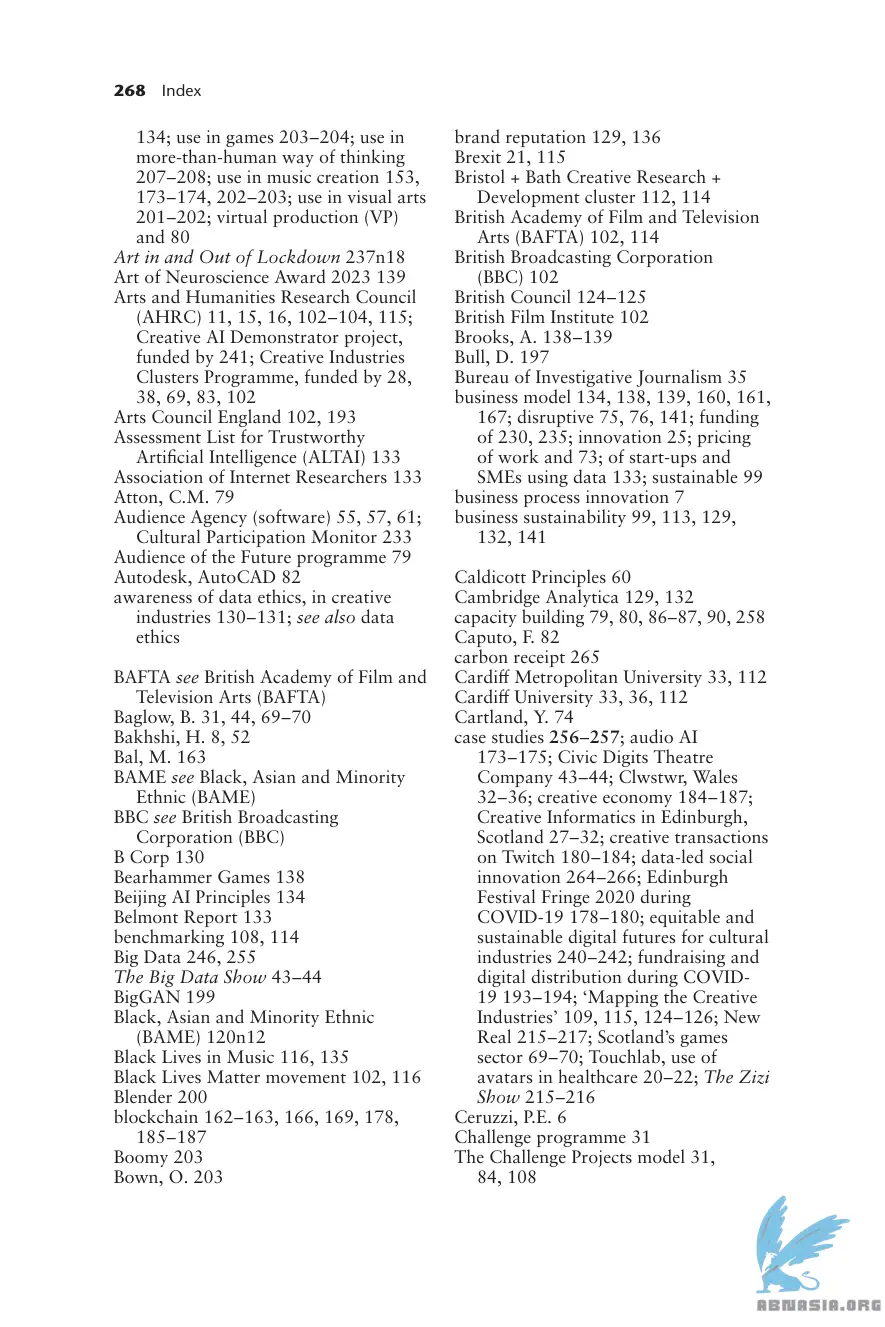 268 Index
134; use in games 203–204; use in
more-than-human way of thinking
207–208; use in music creation 153,
173–174, 202–203; use in visual arts
201–202; virtual production (VP)
and 80
Art in and Out of Lockdown 237n18
Art of Neuroscience Award 2023 139
Arts and Humanities Research Council
(AHRC) 11, 15, 16, 102–104, 115;
Creative AI Demonstrator project,
funded by 241; Creative Industries
Clusters Programme, funded by 28,
38, 69, 83, 102
Arts Council England 102, 193
Assessment List for Trustworthy
Artificial Intelligence (ALTAI) 133
Association of Internet Researchers 133
Atton, C.M. 79
Audience Agency (software) 55, 57, 61;
Cultural Participation Monitor 233
Audience of the Future programme 79
Autodesk, AutoCAD 82
awareness of data ethics, in creative
industries 130–131; see also data
ethics
BAFTA see British Academy of Film and
Television Arts (BAFTA)
Baglow, B. 31, 44, 69–70
Bakhshi, H. 8, 52
Bal, M. 163
BAME see Black, Asian and Minority
Ethnic (BAME)
BBC see British Broadcasting
Corporation (BBC)
B Corp 130
Bearhammer Games 138
Beijing AI Principles 134
Belmont Report 133
benchmarking 108, 114
Big Data 246, 255
The Big Data Show 43–44
BigGAN 199
Black, Asian and Minority Ethnic
(BAME) 120n12
Black Lives in Music 116, 135
Black Lives Matter movement 102, 116
Blender 200
blockchain 162–163, 166, 169, 178,
185–187
Boomy 203
Bown, O. 203
brand reputation 129, 136
Brexit 21, 115
Bristol + Bath Creative Research +
Development cluster 112, 114
British Academy of Film and Television
Arts (BAFTA) 102, 114
British Broadcasting Corporation
(BBC) 102
British Council 124–125
British Film Institute 102
Brooks, A. 138–139
Bull, D. 197
Bureau of Investigative Journalism 35
business model 134, 138, 139, 160, 161,
167; disruptive 75, 76, 141; funding
of 230, 235; innovation 25; pricing
of work and 73; of start-ups and
SMEs using data 133; sustainable 99
business process innovation 7
business sustainability 99, 113, 129,
132, 141
Caldicott Principles 60
Cambridge Analytica 129, 132
capacity building 79, 80, 86–87, 90, 258
Caputo, F. 82
carbon receipt 265
Cardiff Metropolitan University 33, 112
Cardiff University 33, 36, 112
Cartland, Y. 74
case studies 256–257; audio AI
173–175; Civic Digits Theatre
Company 43–44; Clwstwr, Wales
32–36; creative economy 184–187;
Creative Informatics in Edinburgh,
Scotland 27–32; creative transactions
on Twitch 180–184; data-led social
innovation 264–266; Edinburgh
Festival Fringe 2020 during
COVID-19 178–180; equitable and
sustainable digital futures for cultural
industries 240–242; fundraising and
digital distribution during COVID-
19 193–194; ‘Mapping the Creative
Industries’ 109, 115, 124–126; New
Real 215–217; Scotland’s games
sector 69–70; Touchlab, use of
avatars in healthcare 20–22; The Zizi
Show 215–216
Ceruzzi, P.E. 6
Challenge programme 31
The Challenge Projects model 31,
84, 108
ABNASIA.ORG